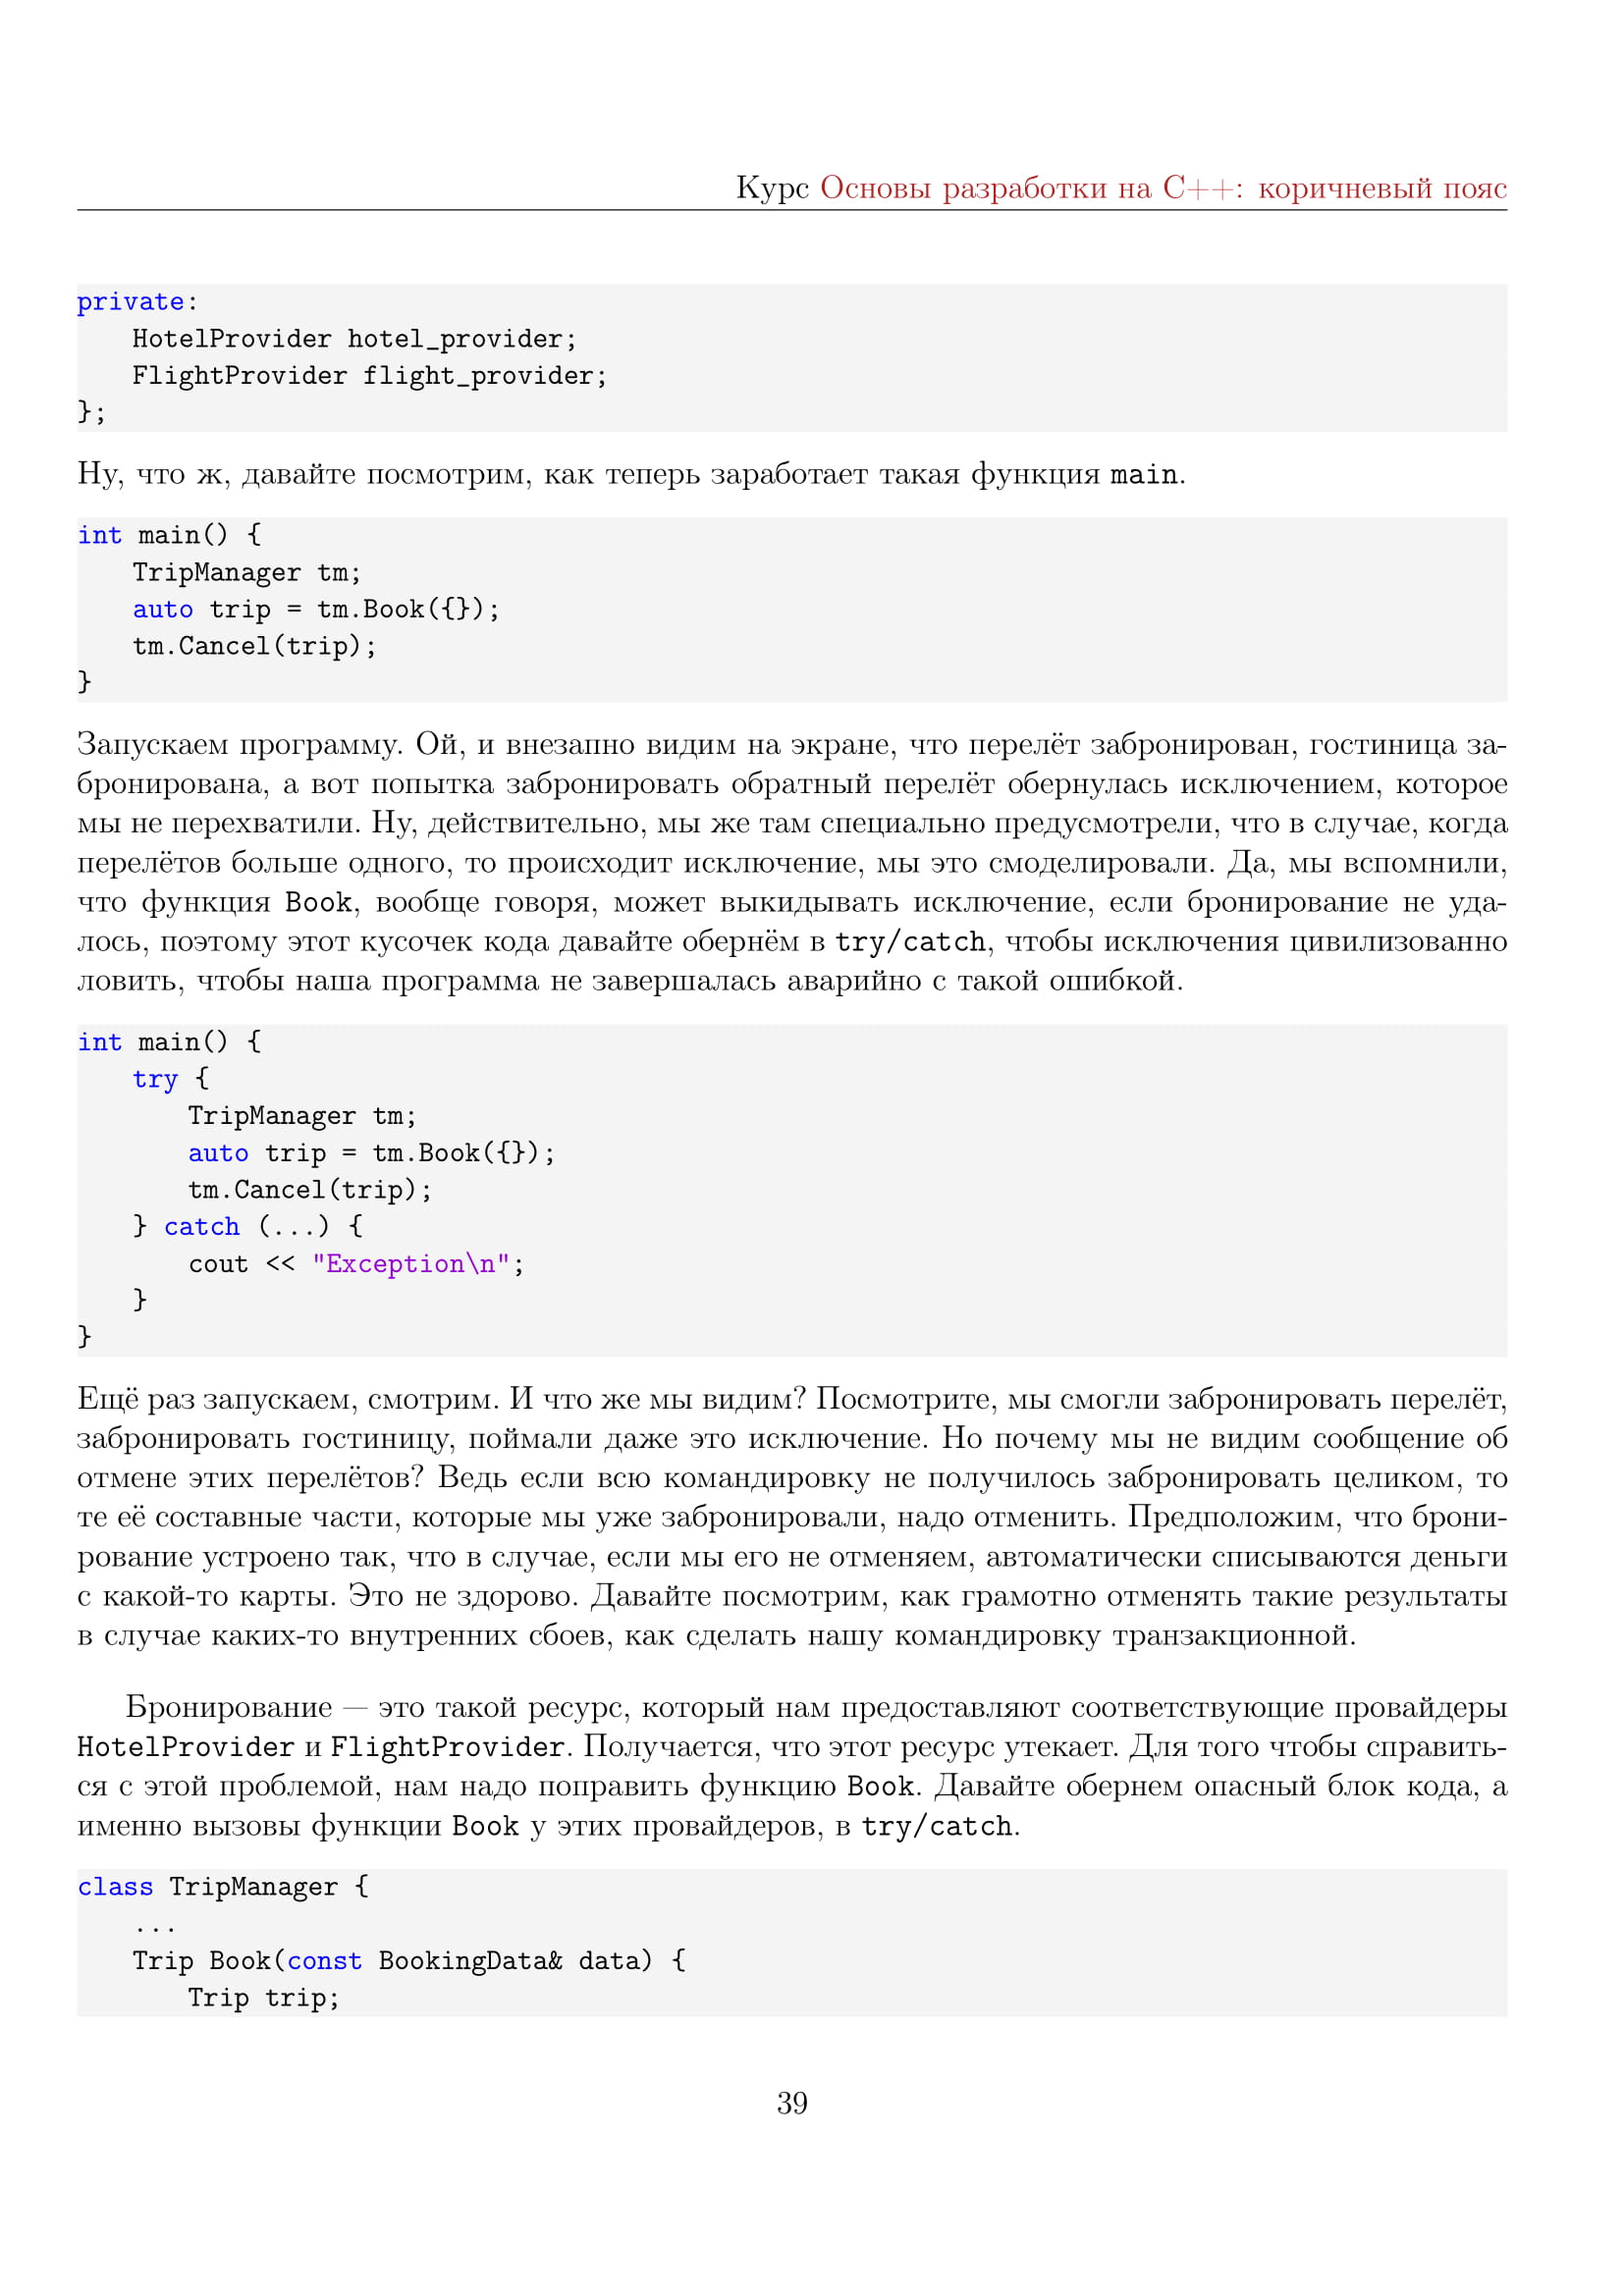 Курс Основы разработки на C++: коричневый пояс
private:
    HotelProvider hotel_provider;
    FlightProvider flight_provider;
};
Ну, что ж, давайте посмотрим, как теперь заработает такая функция main.
int main() {
    TripManager tm;
    auto trip = tm.Book({});
    tm.Cancel(trip);
}
Запускаем программу. Ой, и внезапно видим на экране, что перелёт забронирован, гостиница за-
бронирована, а вот попытка забронировать обратный перелёт обернулась исключением, которое
мы не перехватили. Ну, действительно, мы же там специально предусмотрели, что в случае, когда
перелётов больше одного, то происходит исключение, мы это смоделировали. Да, мы вспомнили,
что функция Book, вообще говоря, может выкидывать исключение, если бронирование не уда-
лось, поэтому этот кусочек кода давайте обернём в try/catch, чтобы исключения цивилизованно
ловить, чтобы наша программа не завершалась аварийно с такой ошибкой.
int main() {
    try {
        TripManager tm;
        auto trip = tm.Book({});
        tm.Cancel(trip);
    } catch (...) {
        cout << "Exception\n";
    }
}
Ещё раз запускаем, смотрим. И что же мы видим? Посмотрите, мы смогли забронировать перелёт,
забронировать гостиницу, поймали даже это исключение. Но почему мы не видим сообщение об
отмене этих перелётов? Ведь если всю командировку не получилось забронировать целиком, то
те её составные части, которые мы уже забронировали, надо отменить. Предположим, что брони-
рование устроено так, что в случае, если мы его не отменяем, автоматически списываются деньги
с какой-то карты. Это не здорово. Давайте посмотрим, как грамотно отменять такие результаты
в случае каких-то внутренних сбоев, как сделать нашу командировку транзакционной.
Бронирование — это такой ресурс, который нам предоставляют соответствующие провайдеры
HotelProvider и FlightProvider. Получается, что этот ресурс утекает. Для того чтобы справить-
ся с этой проблемой, нам надо поправить функцию Book. Давайте обернем опасный блок кода, а
именно вызовы функции Book у этих провайдеров, в try/catch.
class TripManager {
    ...
    Trip Book(const BookingData& data) {
        Trip trip;
39